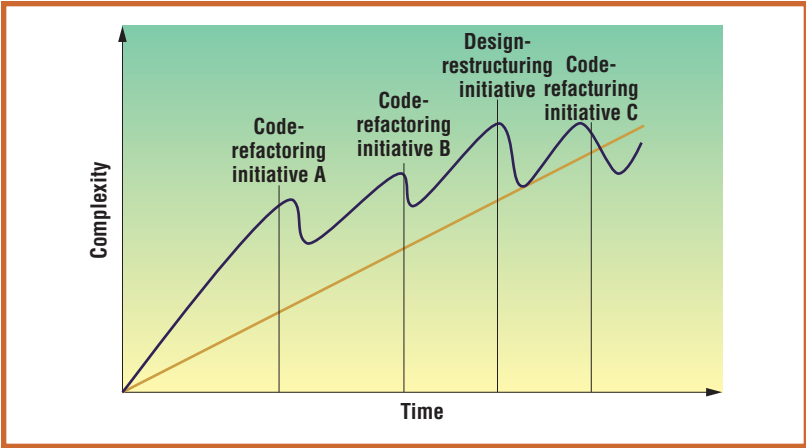 Design-
restructuring
initiative
Code-
refacturing
initiative C
Code-
refactoring
initiative B
Code-
refactoring
initiative A
Complexity
Time